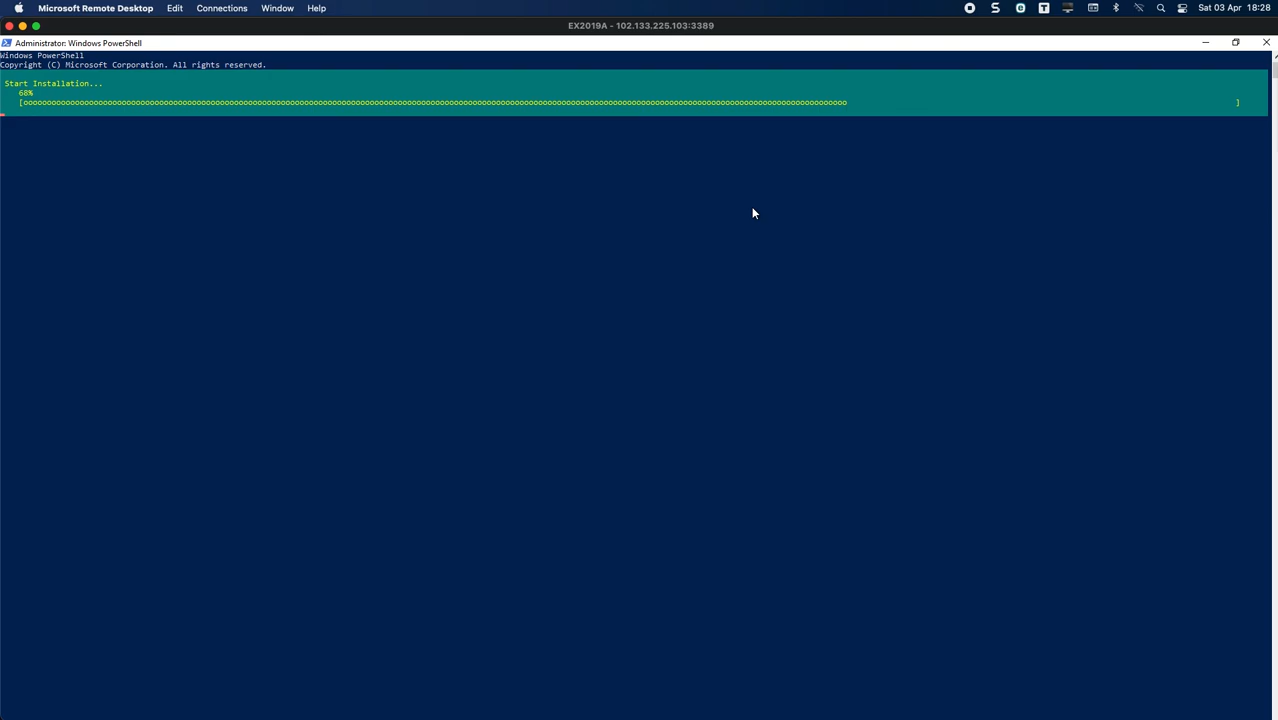 Microsoft Remote Desktop Edit Connections Window Help Sat 03 Apr 18:28
EX2019A - 102.133.225.103:3389
Administrator: Windows PowerShell
Windows PowerShell
Copyright (C) Microsoft Corporation. All rights reserved.
Start Installation...
68%
[oooooooooooooooooooooooooooooooooooooooooooooooooooooooooooooooooooooooooooooooooooooooooooooooooooooooooooooooooooooooooooooooooooooooooooooooooooooooooooooooooooooooooooooooo ]